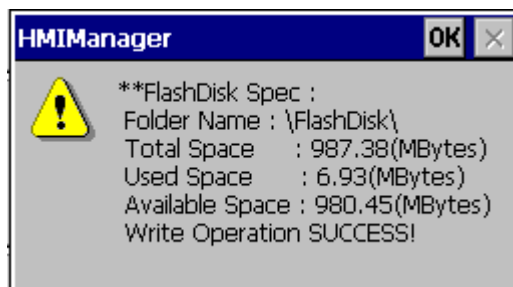 HMIManager OK ×
**FlashDisk Spec :
Folder Name : \FlashDisk\
Total Space : 987.38(MBytes)
Used Space : 6.93(MBytes)
Available Space : 980.45(MBytes)
Write Operation SUCCESS!